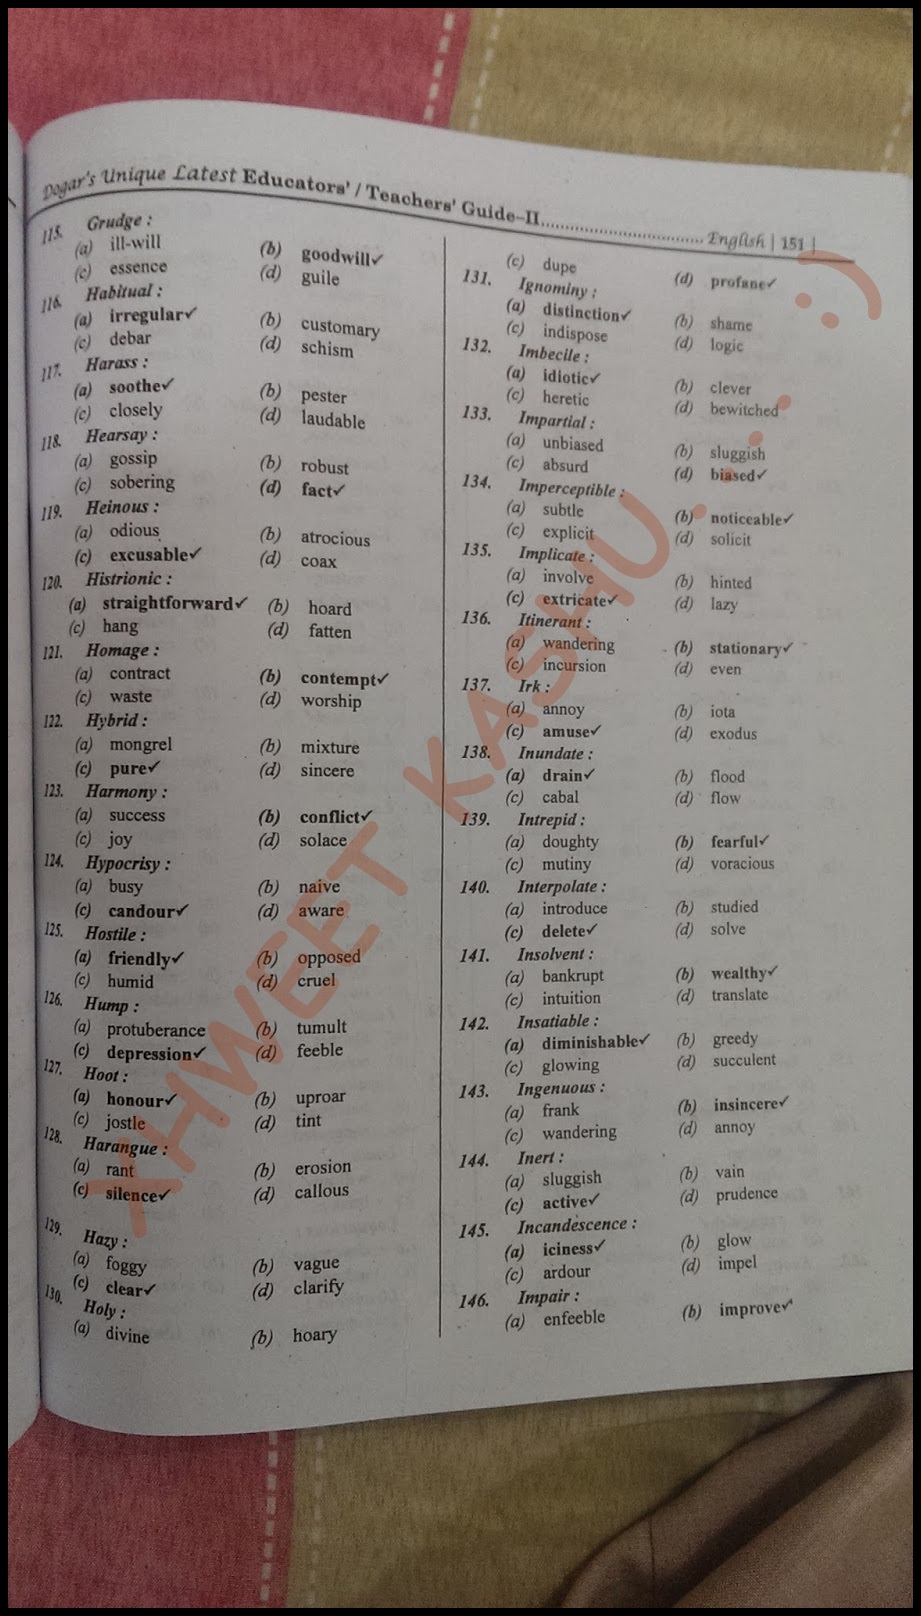 Dogar's Unique Latest Educators' / Teachers' Guide–II.................................. English | 151 |
115. Grudge :
(a) ill-will (b) goodwill✓
(c) essence (d) guile
116. Habitual :
(a) irregular✓ (b) customary
(c) debar (d) schism
117. Harass :
(a) soothe✓ (b) pester
(c) closely (d) laudable
118. Hearsay :
(a) gossip (b) robust
(c) sobering (d) fact✓
119. Heinous :
(a) odious (b) atrocious
(c) excusable✓ (d) coax
120. Histrionic :
(a) straightforward✓ (b) hoard
(c) hang (d) fatten
121. Homage :
(a) contract (b) contempt✓
(c) waste (d) worship
122. Hybrid :
(a) mongrel (b) mixture
(c) pure✓ (d) sincere
123. Harmony :
(a) success (b) conflict✓
(c) joy (d) solace
124. Hypocrisy :
(a) busy (b) naive
(c) candour✓ (d) aware
125. Hostile :
(a) friendly✓ (b) opposed
(c) humid (d) cruel
126. Hump :
(a) protuberance (b) tumult
(c) depression✓ (d) feeble
127. Hoot :
(a) honour✓ (b) uproar
(c) jostle (d) tint
128. Harangue :
(a) rant (b) erosion
(c) silence✓ (d) callous
129. Hazy :
(a) foggy (b) vague
(c) clear✓ (d) clarify
130. Holy :
(a) divine (b) hoary
(c) dupe (d) profane✓
131. Ignominy :
(a) distinction✓ (b) shame
(c) indispose (d) logic
132. Imbecile :
(a) idiotic✓ (b) clever
(c) heretic (d) bewitched
133. Impartial :
(a) unbiased (b) sluggish
(c) absurd (d) biased✓
134. Imperceptible :
(a) subtle (b) noticeable✓
(c) explicit (d) solicit
135. Implicate :
(a) involve (b) hinted
(c) extricate✓ (d) lazy
136. Itinerant :
(a) wandering (b) stationary✓
(c) incursion (d) even
137. Irk :
(a) annoy (b) iota
(c) amuse✓ (d) exodus
138. Inundate :
(a) drain✓ (b) flood
(c) cabal (d) flow
139. Intrepid :
(a) doughty (b) fearful✓
(c) mutiny (d) voracious
140. Interpolate :
(a) introduce (b) studied
(c) delete✓ (d) solve
141. Insolvent :
(a) bankrupt (b) wealthy✓
(c) intuition (d) translate
142. Insatiable :
(a) diminishable✓ (b) greedy
(c) glowing (d) succulent
143. Ingenuous :
(a) frank (b) insincere✓
(c) wandering (d) annoy
144. Inert :
(a) sluggish (b) vain
(c) active✓ (d) prudence
145. Incandescence :
(a) iciness✓ (b) glow
(c) ardour (d) impel
146. Impair :
(a) enfeeble (b) improve✓
XHWEET KASHU..... :)